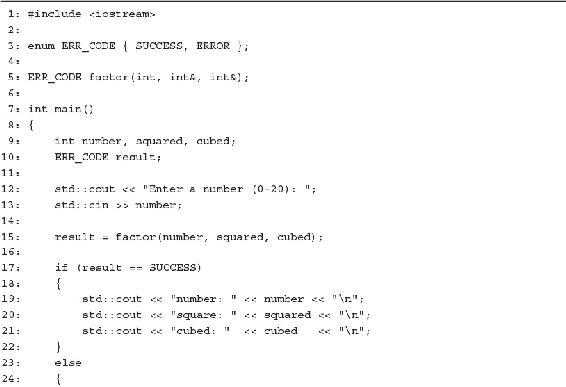 1: #include <iostream>
2:
3: enum ERR_CODE { SUCCESS, ERROR };
4:
5: ERR_CODE factor(int, int&, int&);
6:
7: int main()
8: {
9:     int number, squared, cubed;
10:     ERR_CODE result;
11:
12:     std::cout << "Enter a number (0-20): ";
13:     std::cin >> number;
14:
15:     result = factor(number, squared, cubed);
16:
17:     if (result == SUCCESS)
18:     {
19:         std::cout << "number: " << number << "\n";
20:         std::cout << "square: " << squared << "\n";
21:         std::cout << "cubed: "  << cubed   << "\n";
22:     }
23:     else
24:     {